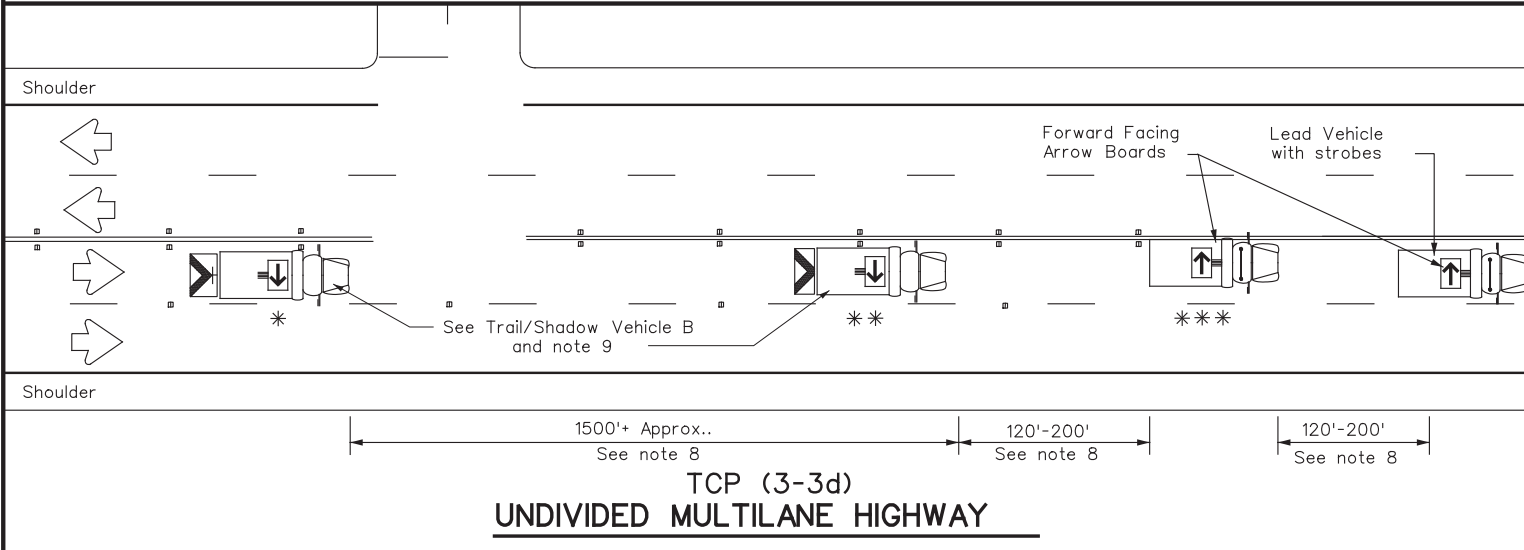 Shoulder
Forward Facing
Arrow Boards
Lead Vehicle
with strobes
*
**
***
See Trail/Shadow Vehicle B
and note 9
Shoulder
1500'+ Approx..
See note 8
120'-200'
See note 8
120'-200'
See note 8
TCP (3-3d)
UNDIVIDED MULTILANE HIGHWAY